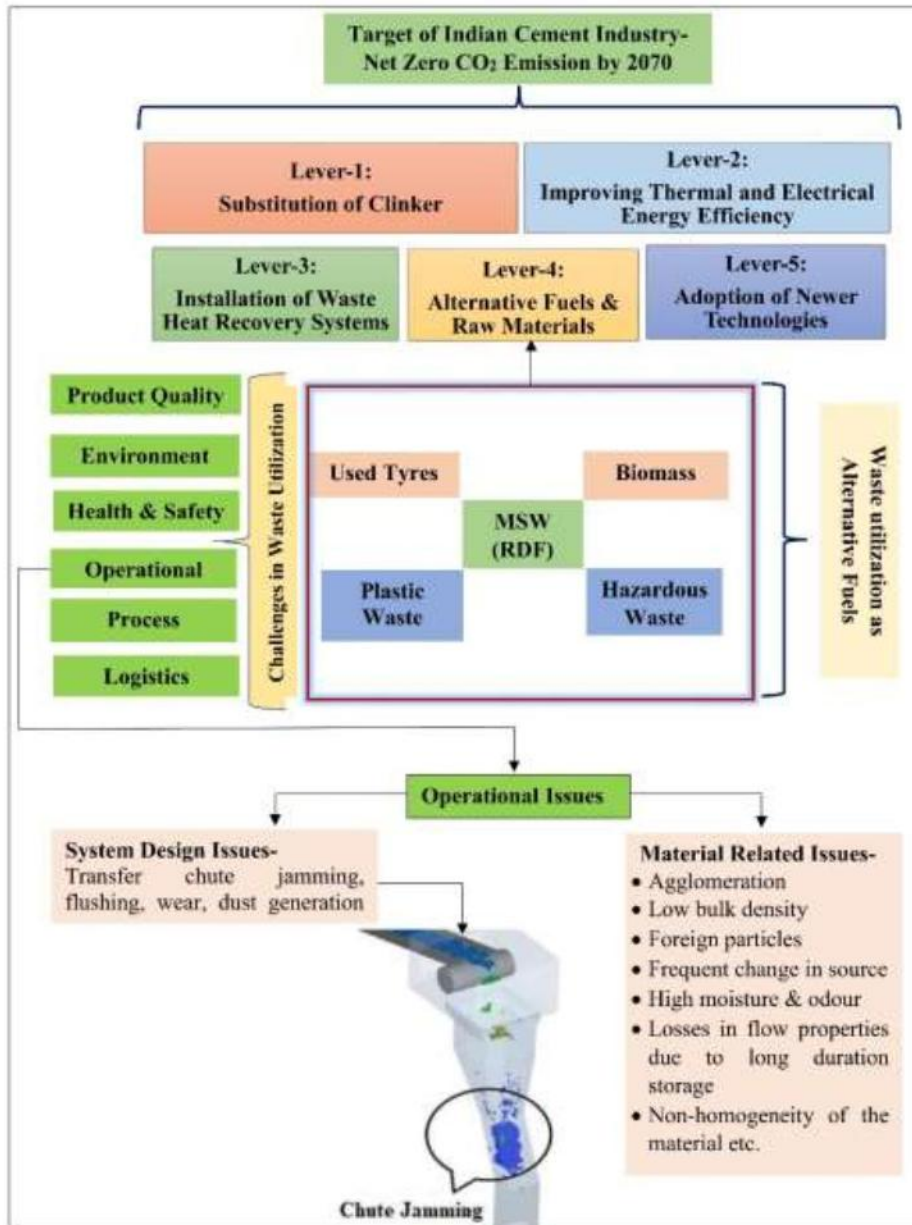 Target of Indian Cement Industry-
Net Zero CO₂ Emission by 2070
Lever-1:
Substitution of Clinker
Lever-2:
Improving Thermal and Electrical
Energy Efficiency
Lever-3:
Installation of Waste
Heat Recovery Systems
Lever-4:
Alternative Fuels &
Raw Materials
Lever-5:
Adoption of Newer
Technologies
Product Quality
Environment
Health & Safety
Operational
Process
Logistics
Challenges in Waste Utilization
Used Tyres
Biomass
MSW
(RDF)
Plastic
Waste
Hazardous
Waste
Waste utilization as
Alternative Fuels
Operational Issues
System Design Issues-
Transfer chute jamming,
flushing, wear, dust generation
Chute Jamming
Material Related Issues-
• Agglomeration
• Low bulk density
• Foreign particles
• Frequent change in source
• High moisture & odour
• Losses in flow properties
due to long duration
storage
• Non-homogeneity of the
material etc.